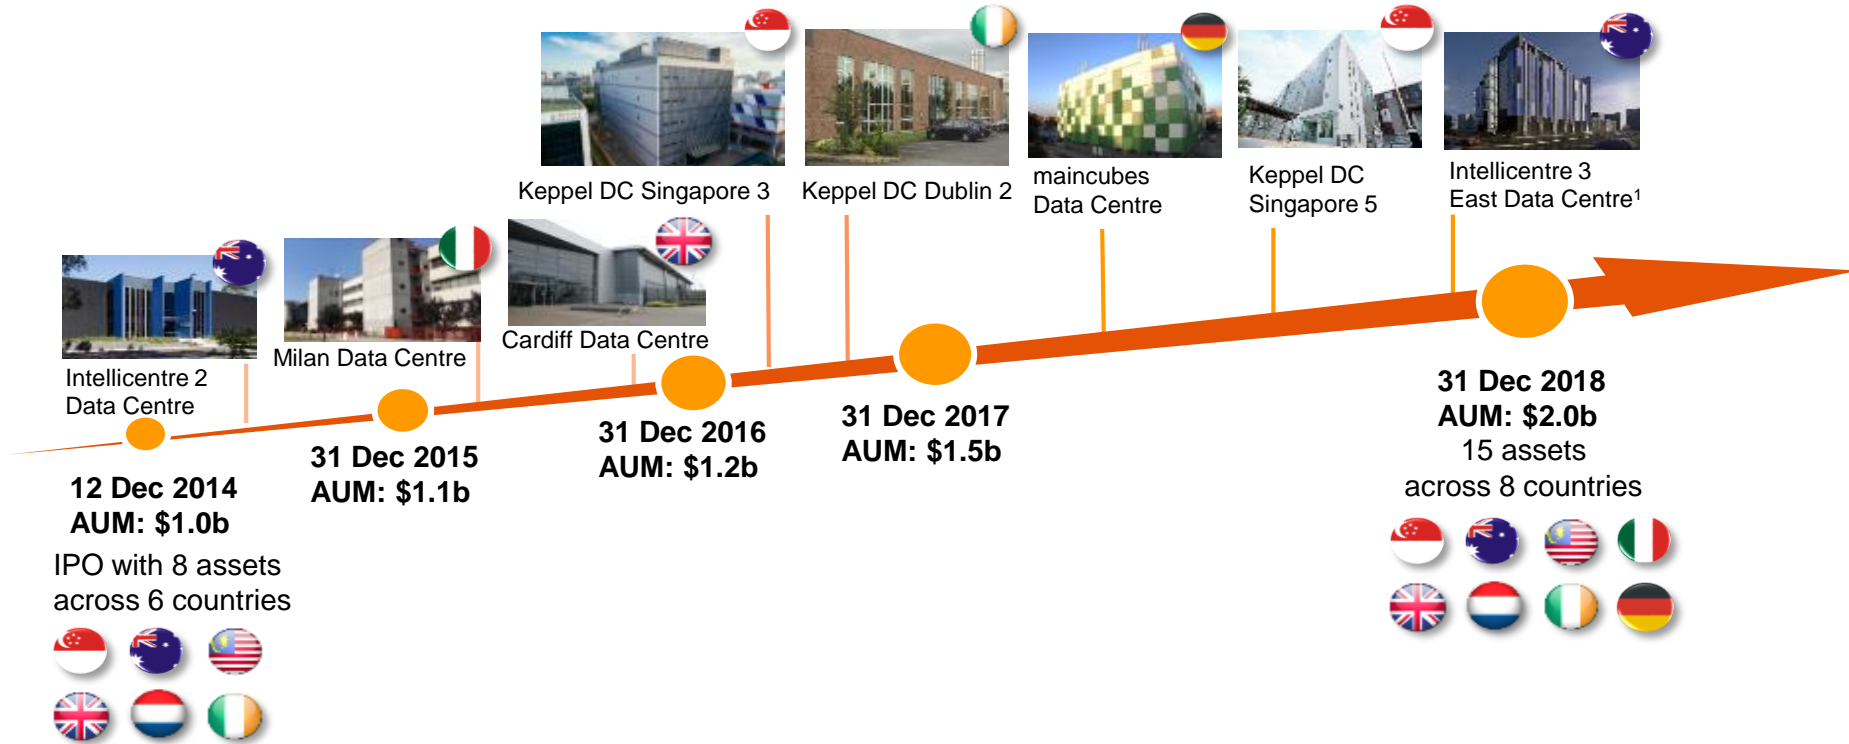 Keppel DC Singapore 3
Keppel DC Dublin 2
maincubes
Data Centre
Keppel DC
Singapore 5
Intellicentre 3
East Data Centre¹
Intellicentre 2
Data Centre
Milan Data Centre
Cardiff Data Centre
12 Dec 2014
AUM: $1.0b
IPO with 8 assets
across 6 countries
31 Dec 2015
AUM: $1.1b
31 Dec 2016
AUM: $1.2b
31 Dec 2017
AUM: $1.5b
31 Dec 2018
AUM: $2.0b
15 assets
across 8 countries